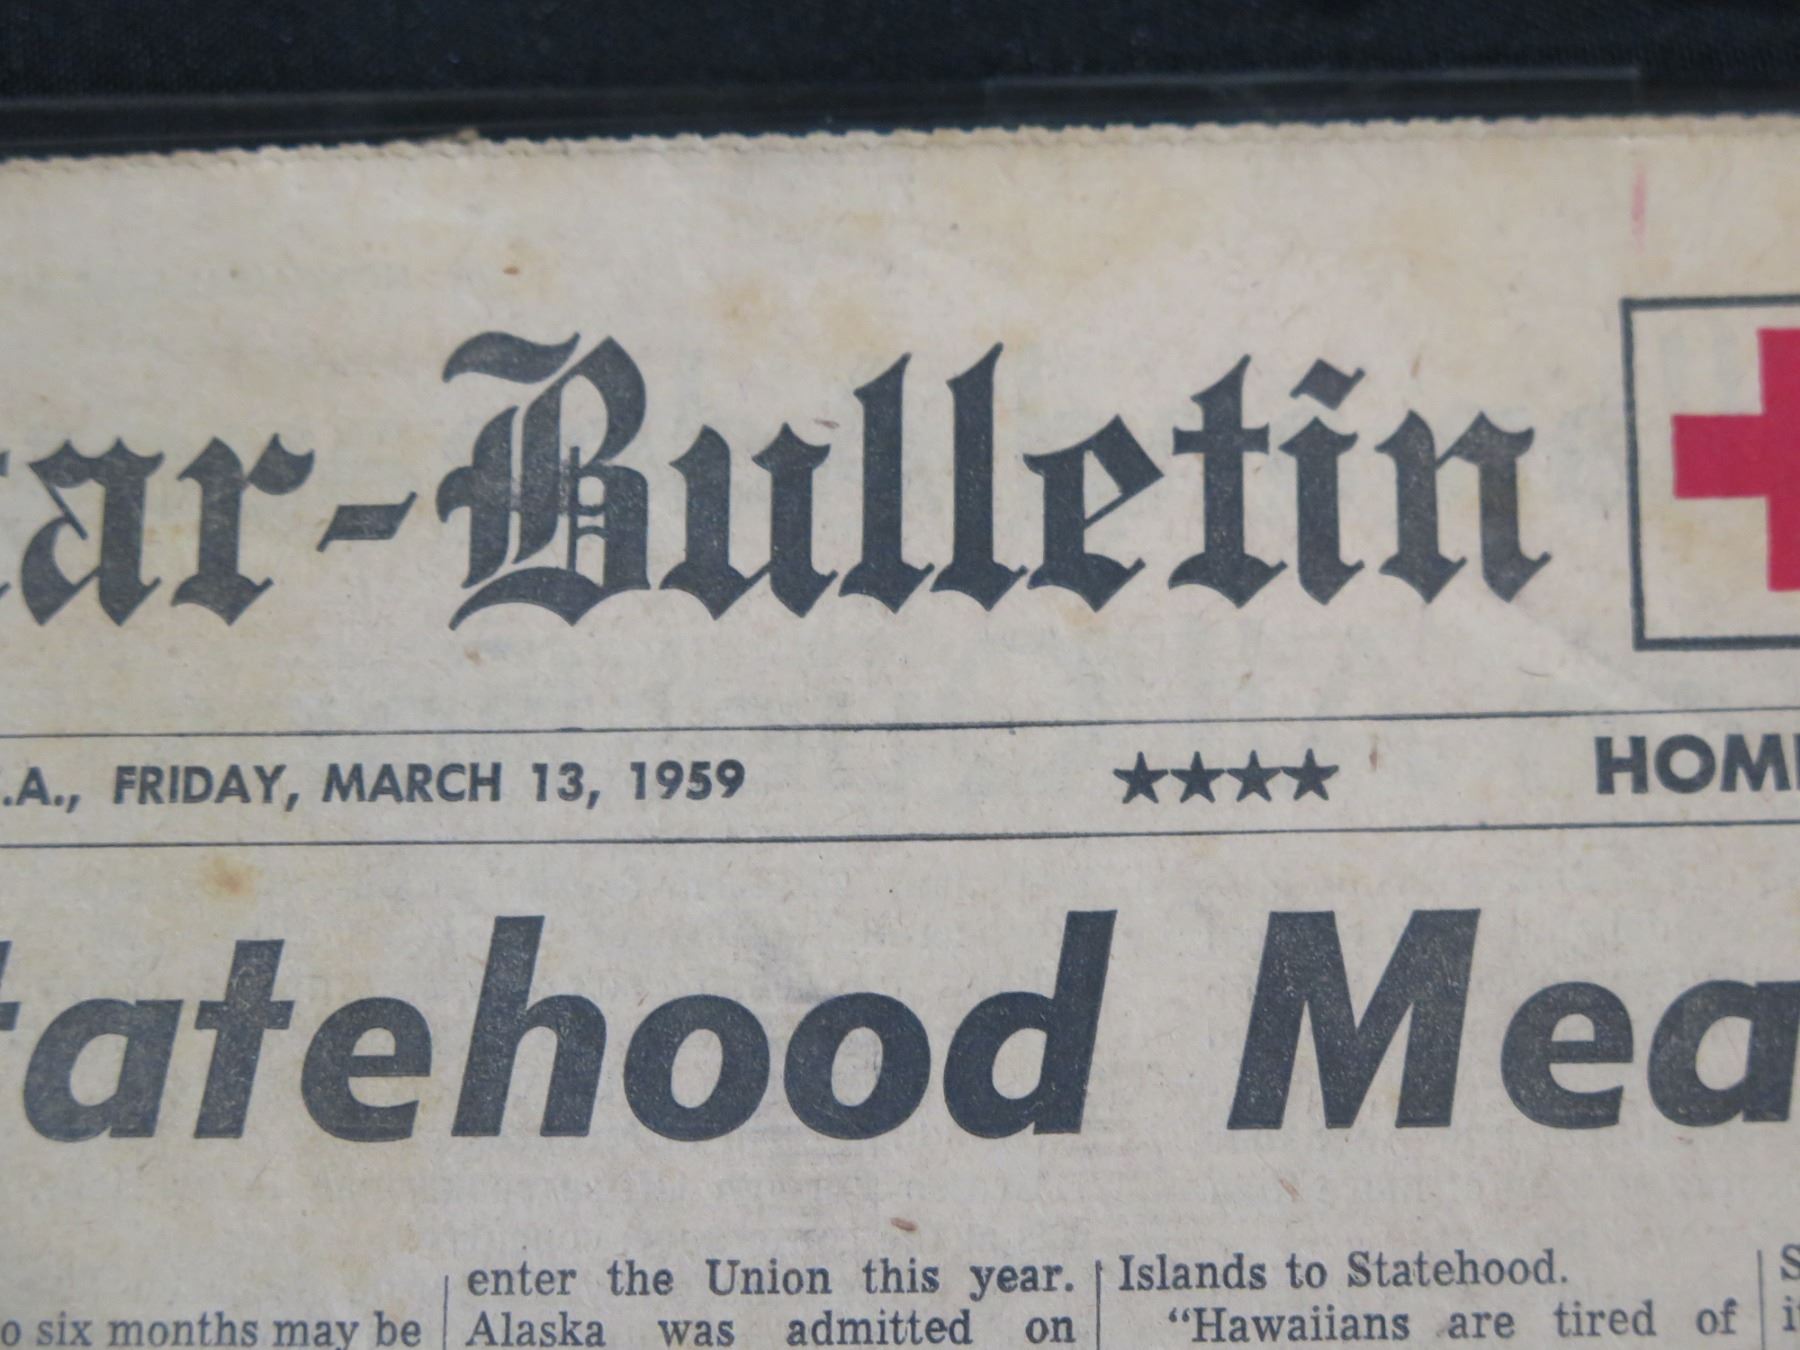 tar-Bulletin
.A., FRIDAY, MARCH 13, 1959 ★★★★ HOM
tatehood Mea
enter the Union this year.
o six months may be
Alaska was admitted on
Islands to Statehood.
"Hawaiians are tired of
S
i